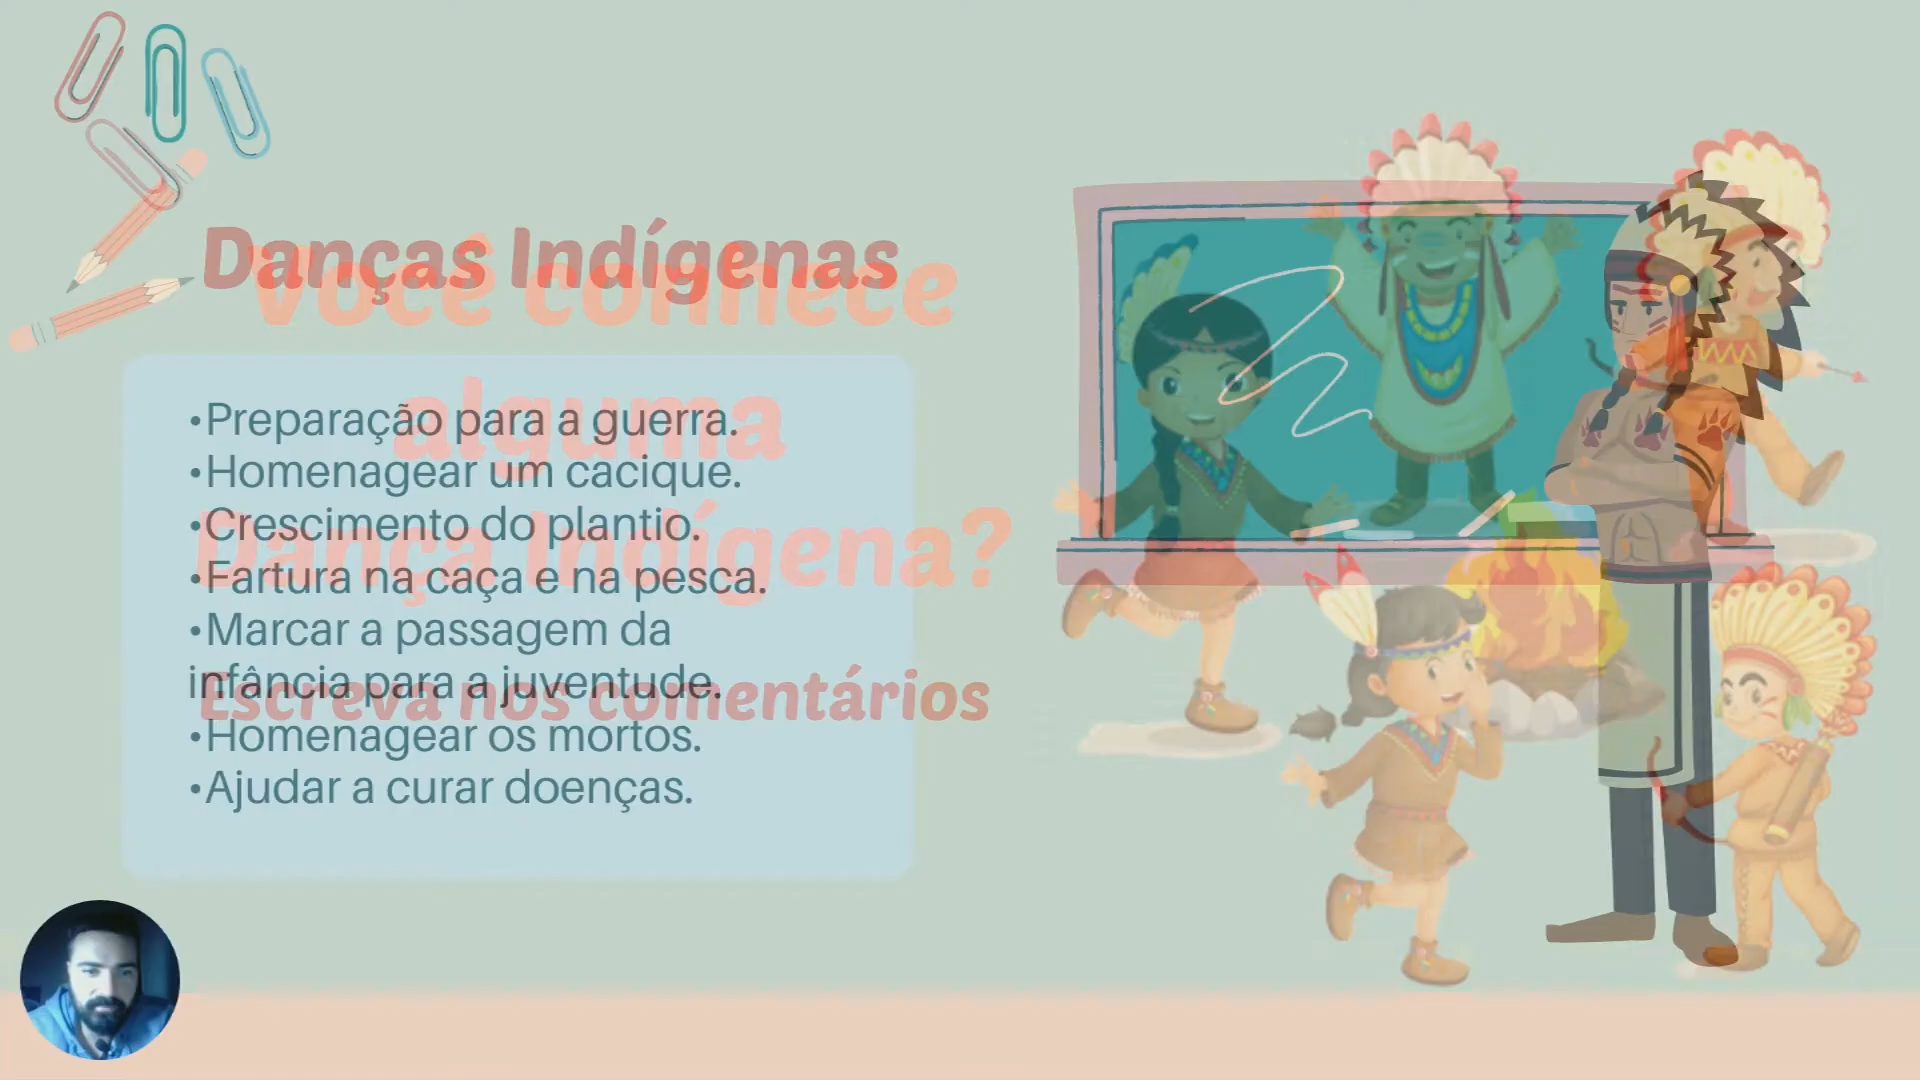 Danças Indígenas
Você conhece
alguma
Dança Indígena?
Escreva nos comentários
•Preparação para a guerra.
•Homenagear um cacique.
•Crescimento do plantio.
•Fartura na caça e na pesca.
•Marcar a passagem da
infância para a juventude.
•Homenagear os mortos.
•Ajudar a curar doenças.